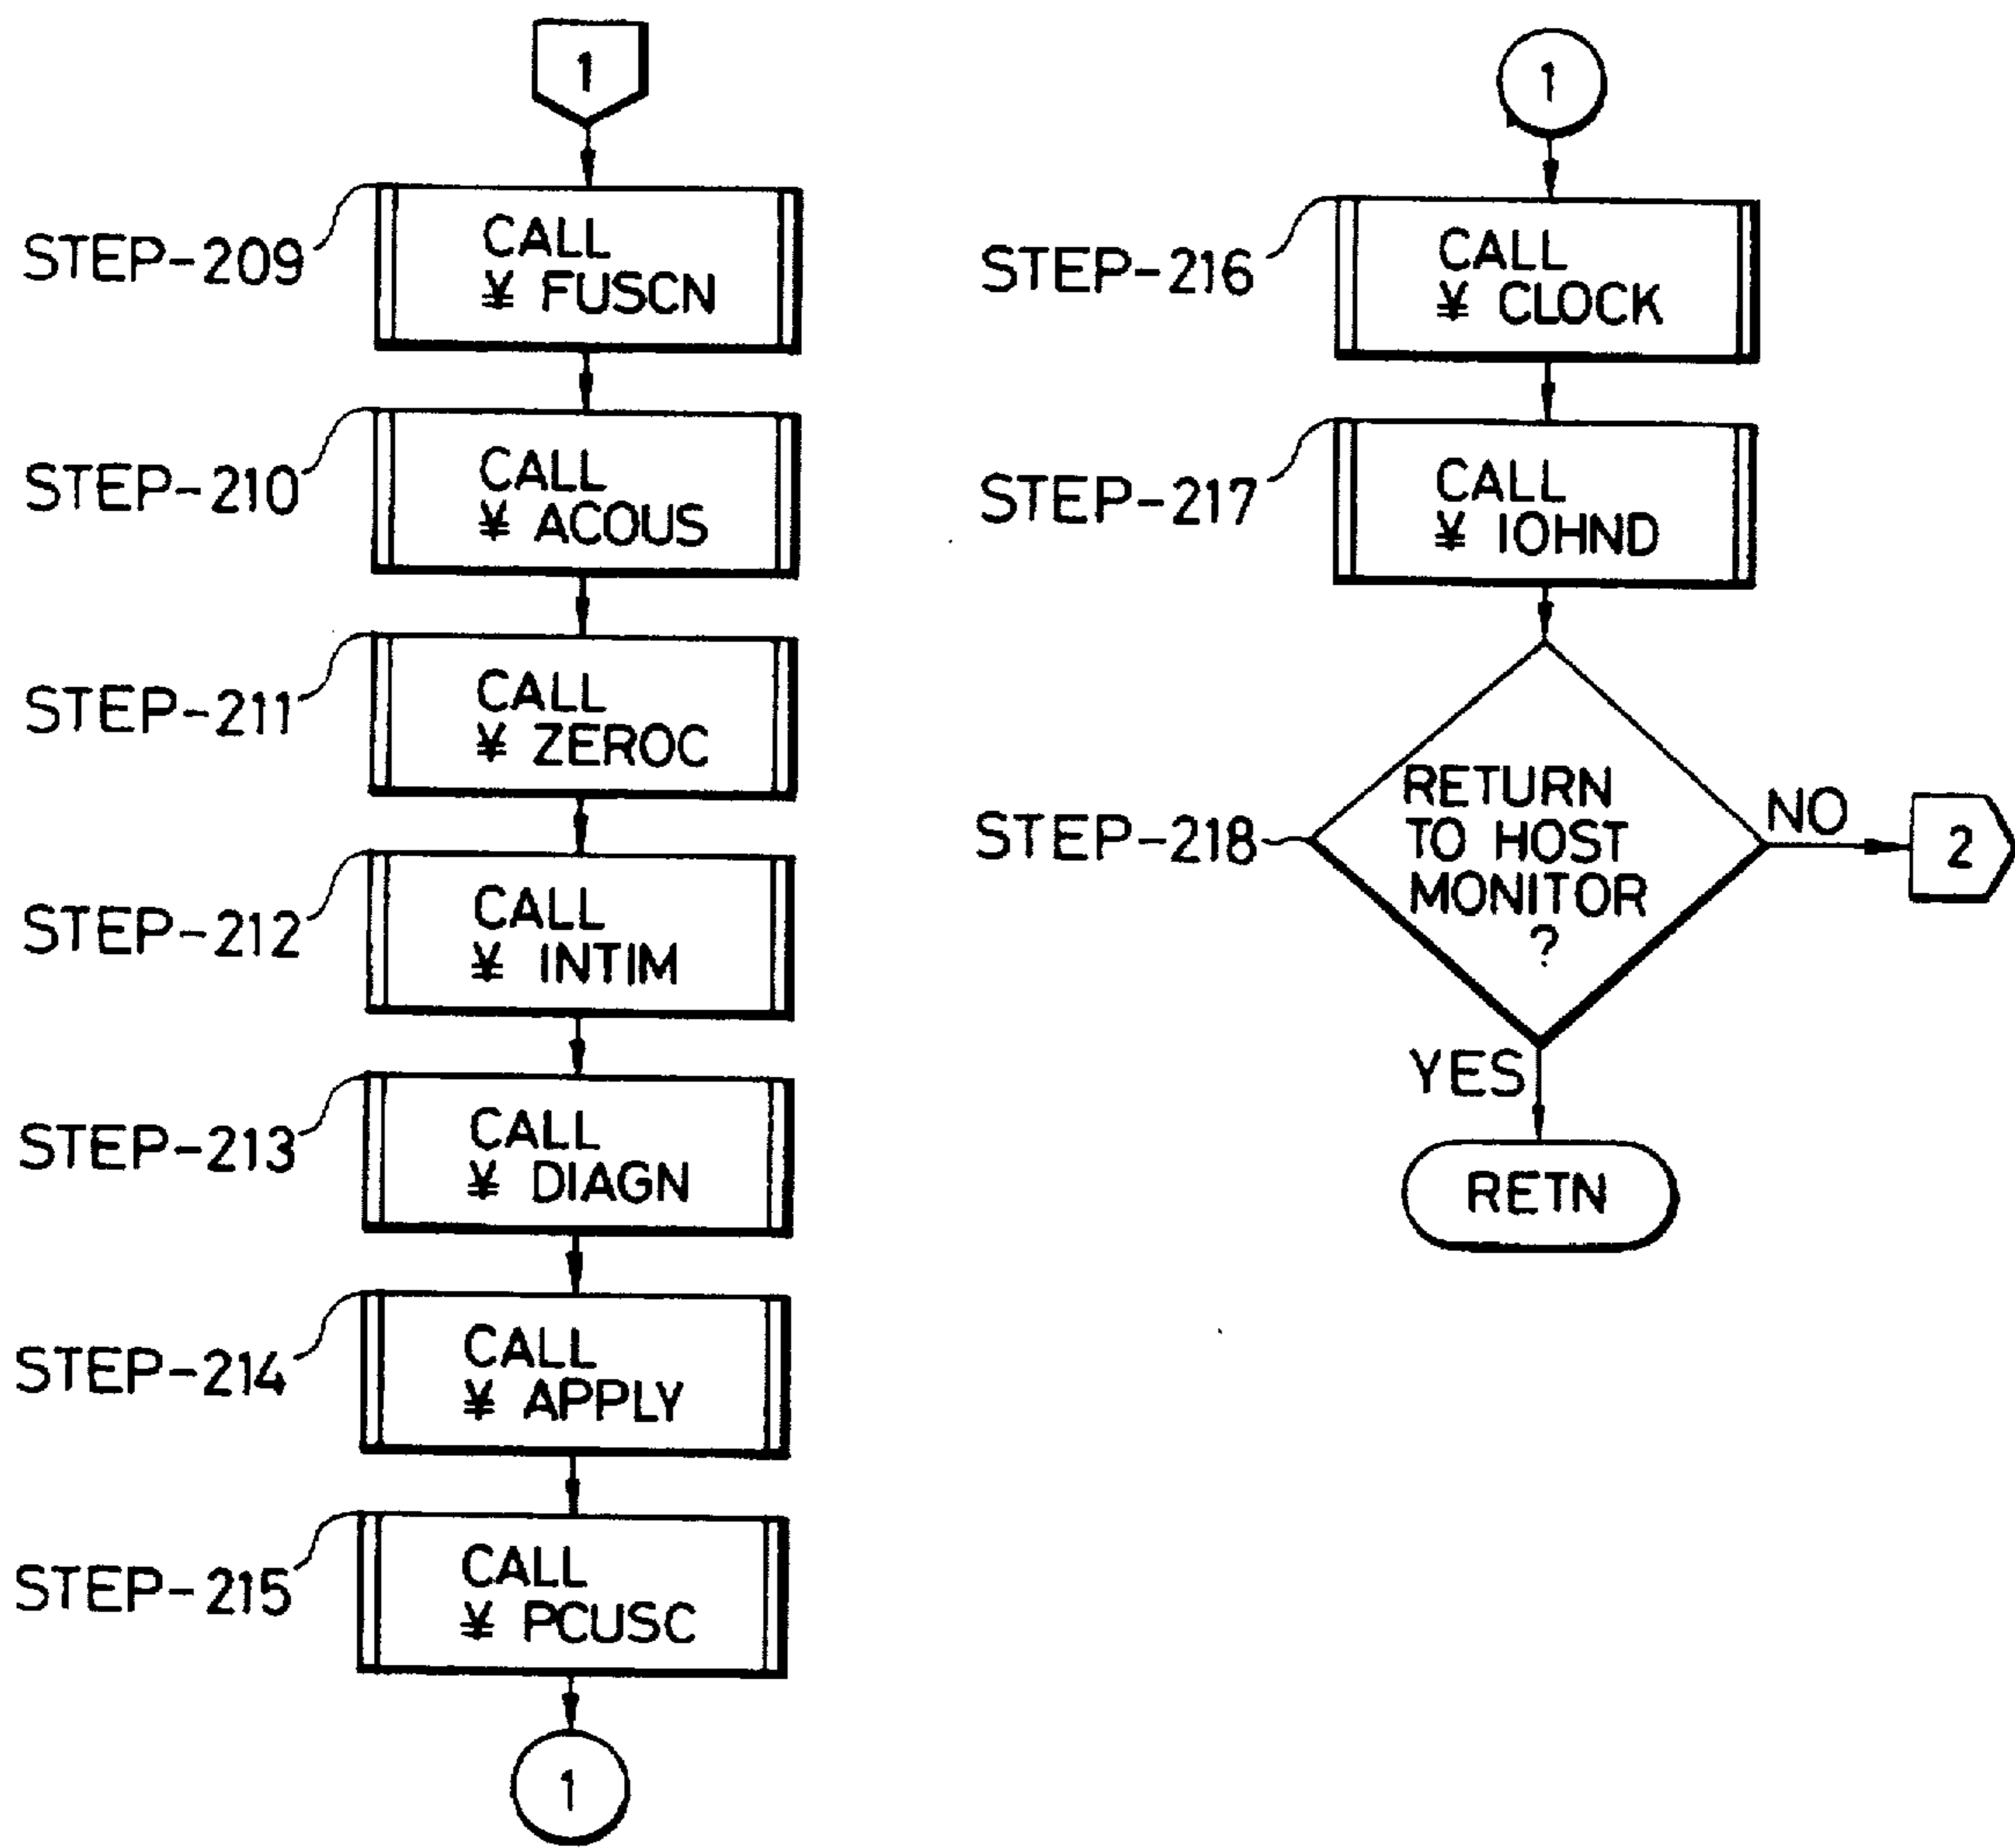 1
STEP-209
CALL
¥ FUSCN
STEP-210
CALL
¥ ACOUS
STEP-211
CALL
¥ ZEROC
STEP-212
CALL
¥ INTIM
STEP-213
CALL
¥ DIAGN
STEP-214
CALL
¥ APPLY
STEP-215
CALL
¥ PCUSC
1
1
STEP-216
CALL
¥ CLOCK
STEP-217
CALL
¥ IOHND
STEP-218
RETURN
TO HOST
MONITOR
?
NO
2
YES
RETN